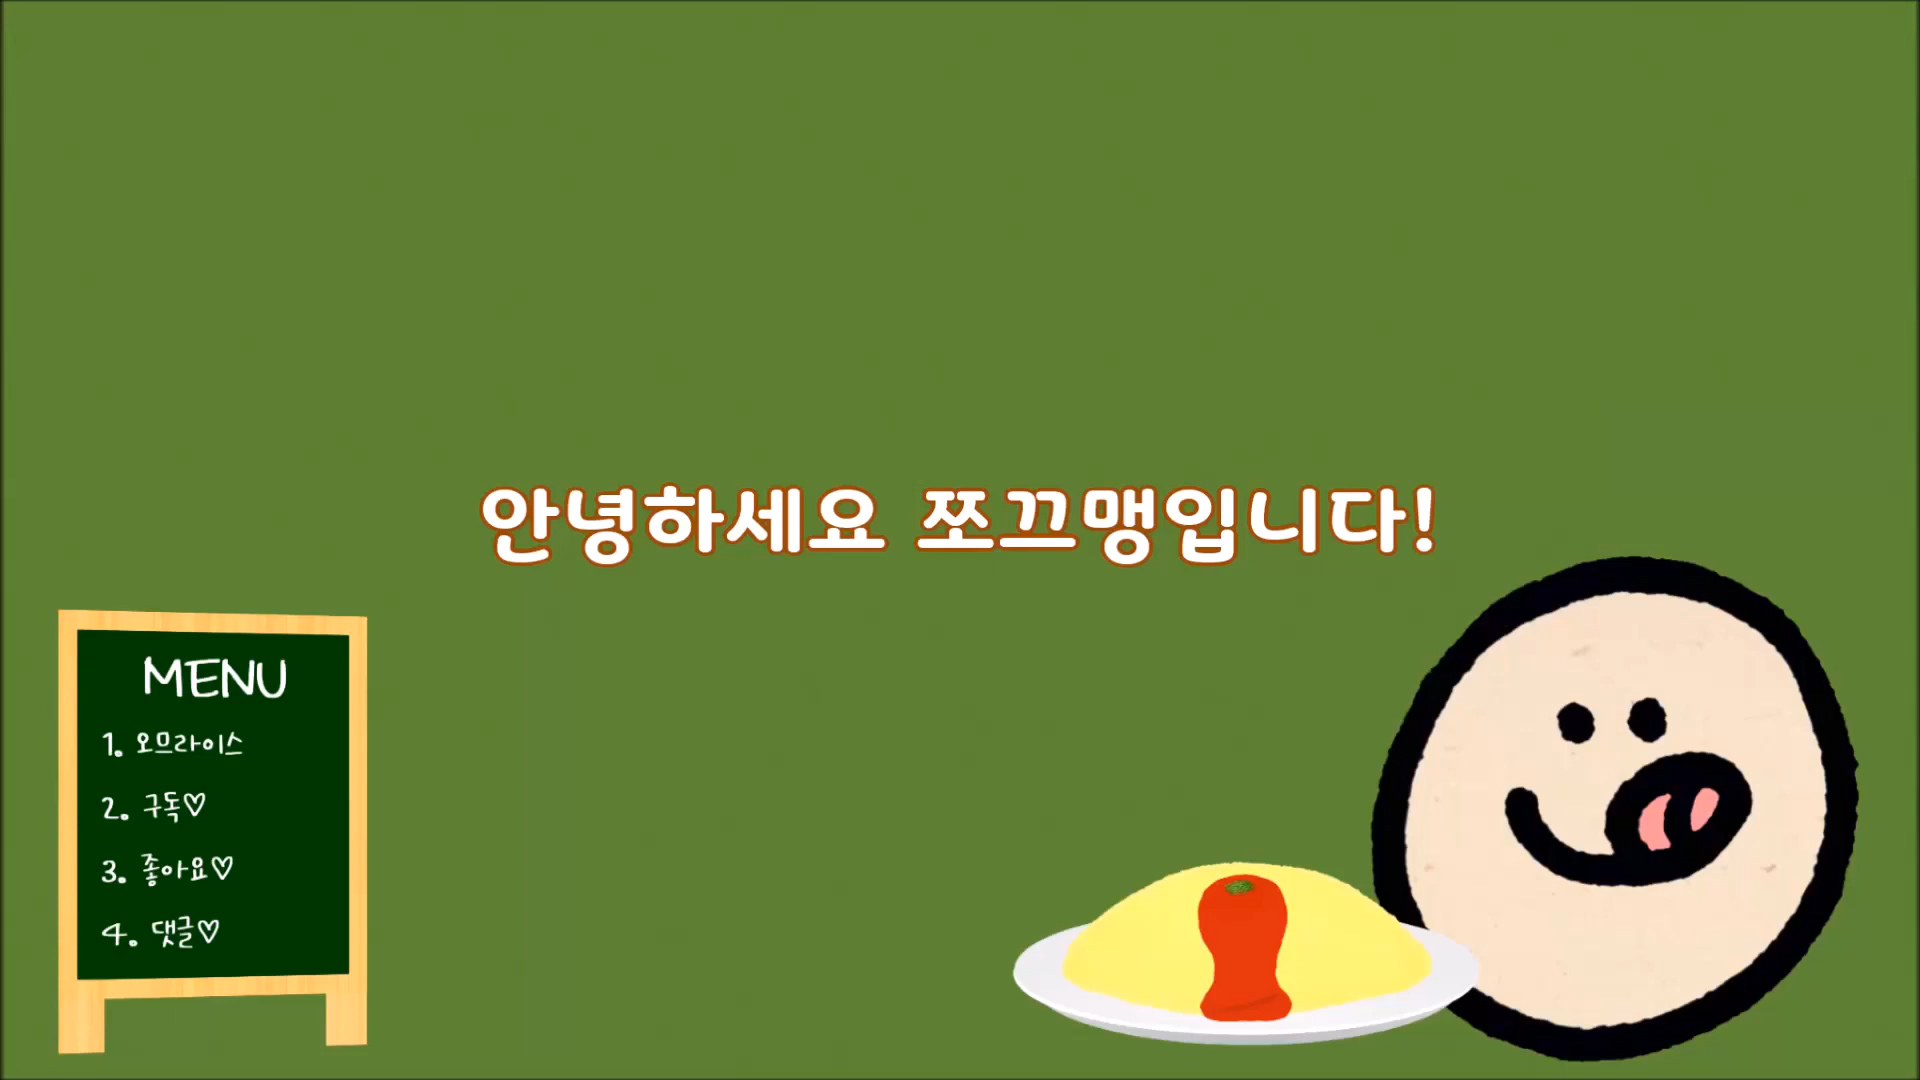 안녕하세요 쪼끄맹입니다!
MENU
1. 오므라이스
2. 구독♡
3. 좋아요♡
4. 댓글♡